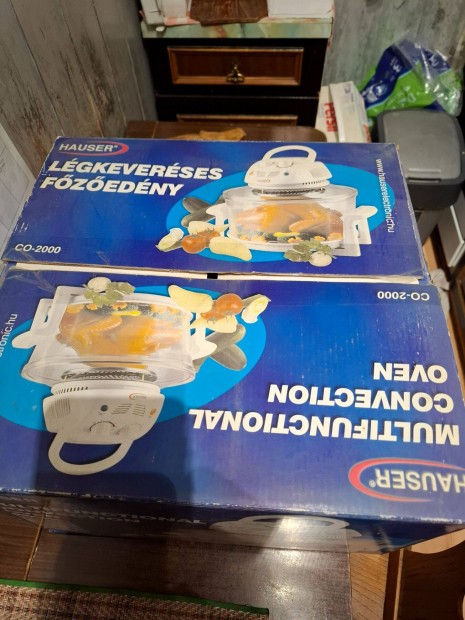 HAUSER®
LÉGKEVERÉSES
FŐZŐEDÉNY
CO-2000
www.hauserelectronic.hu
CO-2000
MULTIFUNCTIONAL
CONVECTION
OVEN
HAUSER®